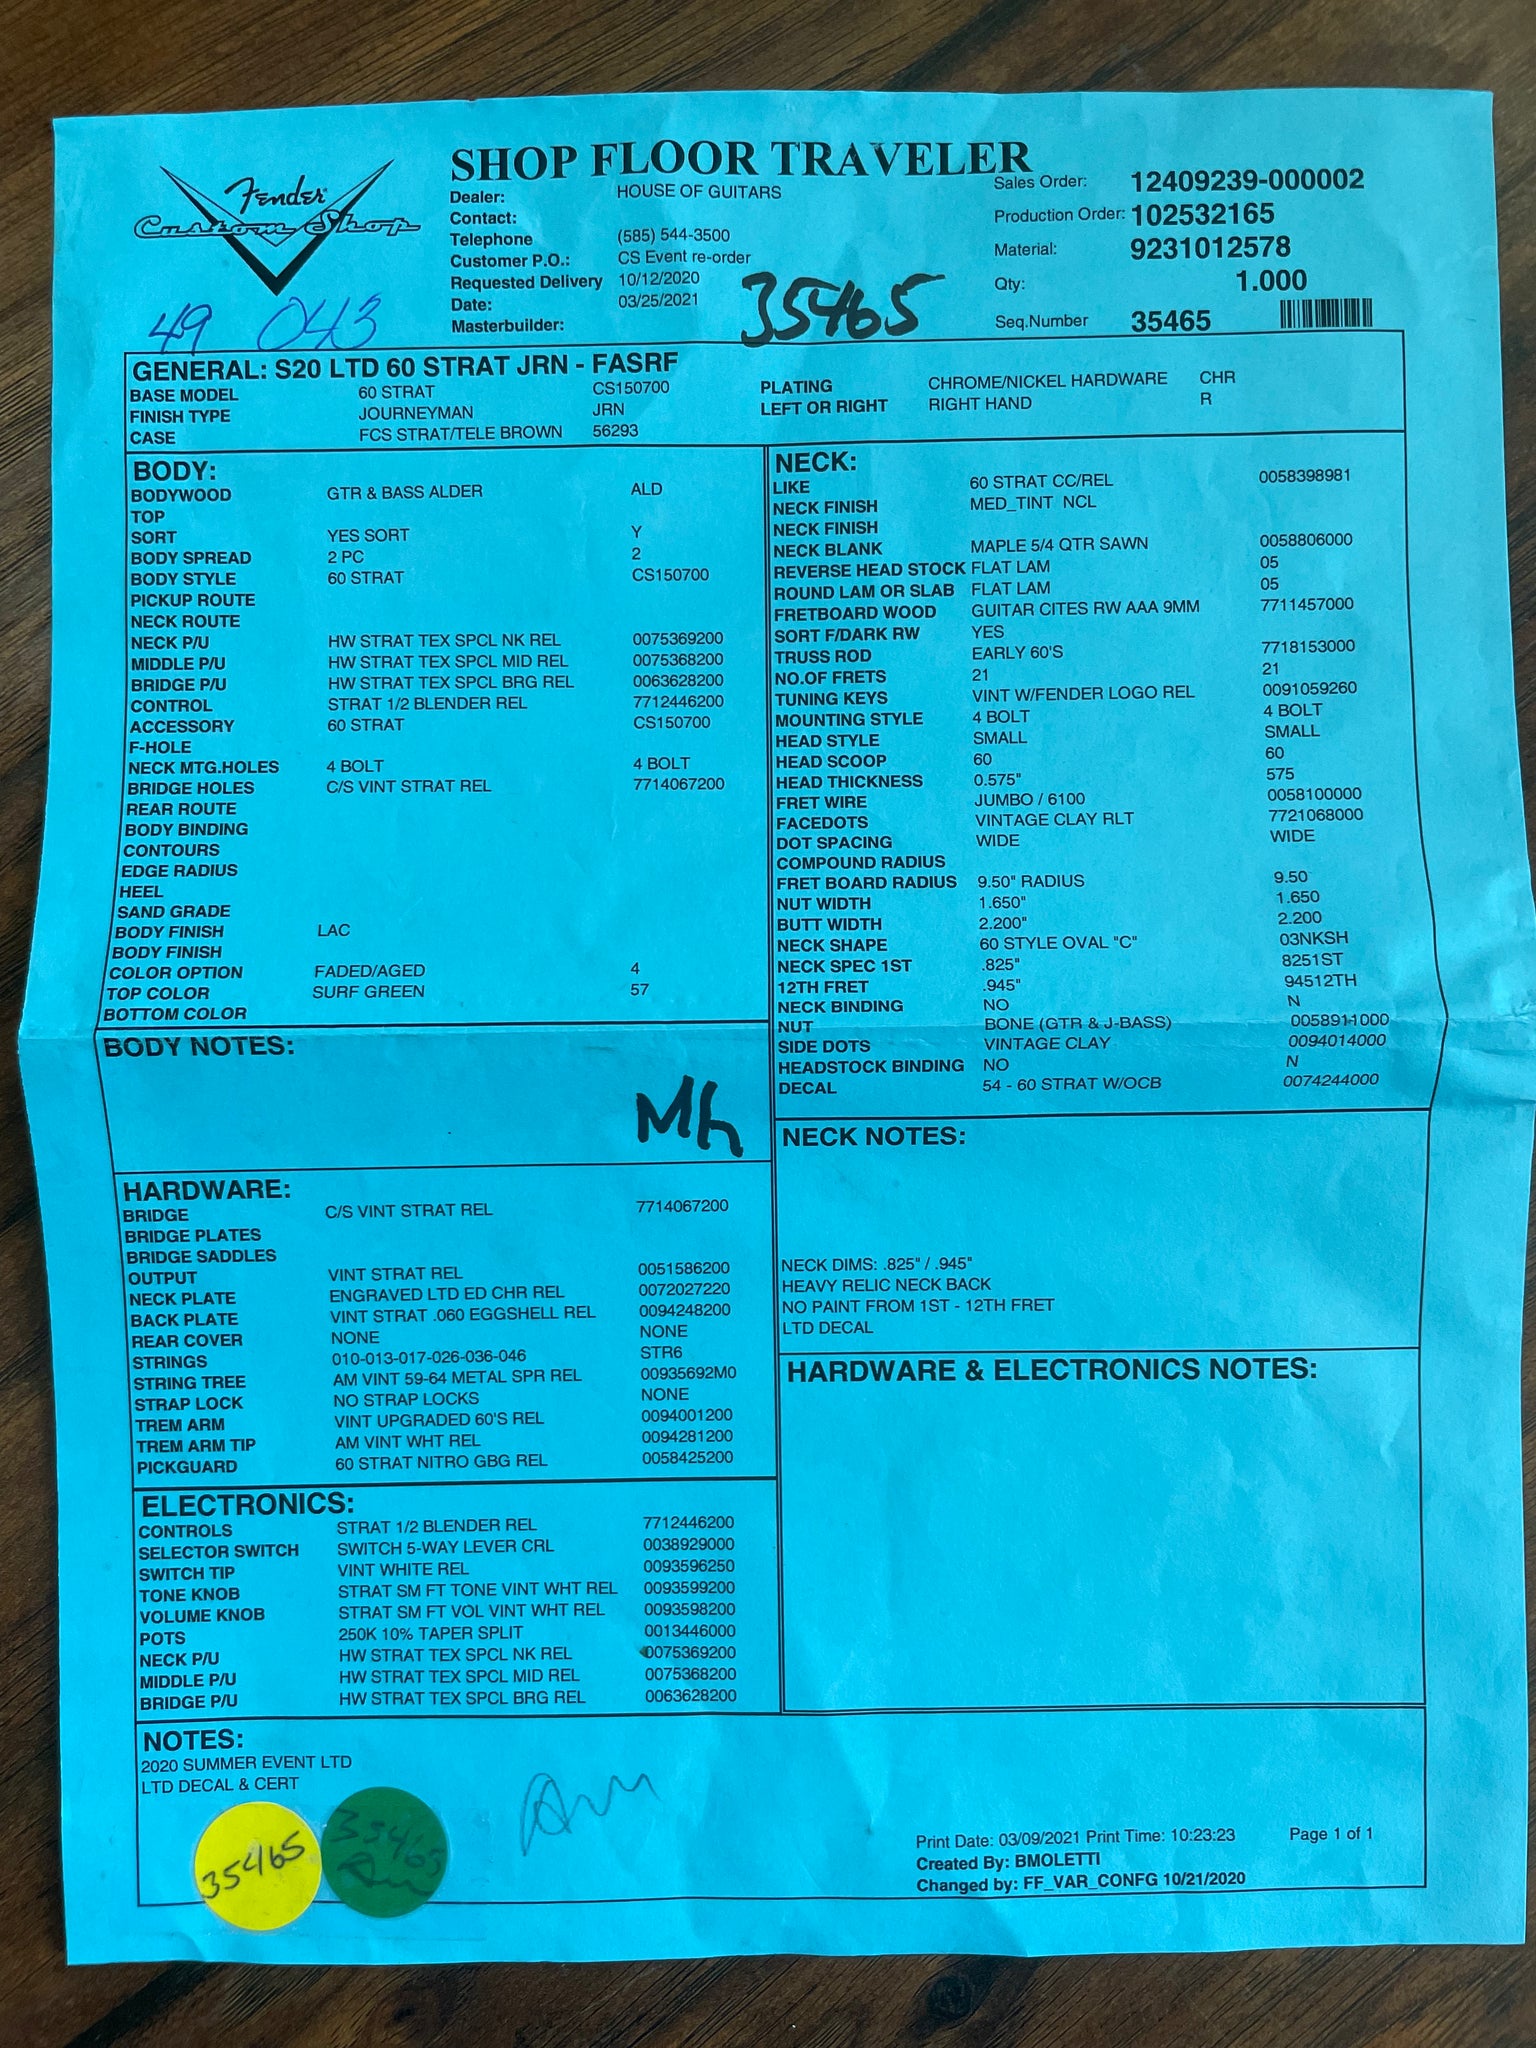 Fender
Custom Shop
SHOP FLOOR TRAVELER
Dealer: HOUSE OF GUITARS
Contact:
Telephone (585) 544-3500
Customer P.O.: CS Event re-order
Requested Delivery 10/12/2020
Date: 03/25/2021
Masterbuilder:
Sales Order: 12409239-000002
Production Order: 102532165
Material: 9231012578
Qty: 1.000
Seq.Number 35465
35465
49 043
GENERAL: S20 LTD 60 STRAT JRN - FASRF
BASE MODEL 60 STRAT CS150700
FINISH TYPE JOURNEYMAN JRN
CASE FCS STRAT/TELE BROWN 56293
PLATING CHROME/NICKEL HARDWARE CHR
LEFT OR RIGHT RIGHT HAND R
BODY:
BODYWOOD GTR & BASS ALDER ALD
TOP
SORT YES SORT Y
BODY SPREAD 2 PC 2
BODY STYLE 60 STRAT CS150700
PICKUP ROUTE
NECK ROUTE
NECK P/U HW STRAT TEX SPCL NK REL 0075369200
MIDDLE P/U HW STRAT TEX SPCL MID REL 0075368200
BRIDGE P/U HW STRAT TEX SPCL BRG REL 0063628200
CONTROL STRAT 1/2 BLENDER REL 7712446200
ACCESSORY 60 STRAT CS150700
F-HOLE
NECK MTG.HOLES 4 BOLT 4 BOLT
BRIDGE HOLES C/S VINT STRAT REL 7714067200
REAR ROUTE
BODY BINDING
CONTOURS
EDGE RADIUS
HEEL
SAND GRADE
BODY FINISH LAC
BODY FINISH
COLOR OPTION FADED/AGED 4
TOP COLOR SURF GREEN 57
BOTTOM COLOR
BODY NOTES:
Mh
NECK:
LIKE 60 STRAT CC/REL 0058398981
NECK FINISH MED_TINT NCL
NECK FINISH
NECK BLANK MAPLE 5/4 QTR SAWN 0058806000
REVERSE HEAD STOCK FLAT LAM 05
ROUND LAM OR SLAB FLAT LAM 05
FRETBOARD WOOD GUITAR CITES RW AAA 9MM 7711457000
SORT F/DARK RW YES
TRUSS ROD EARLY 60'S 7718153000
NO.OF FRETS 21 21
TUNING KEYS VINT W/FENDER LOGO REL 0091059260
MOUNTING STYLE 4 BOLT 4 BOLT
HEAD STYLE SMALL SMALL
HEAD SCOOP 60 60
HEAD THICKNESS 0.575" 575
FRET WIRE JUMBO / 6100 0058100000
FACEDOTS VINTAGE CLAY RLT 7721068000
DOT SPACING WIDE WIDE
COMPOUND RADIUS
FRET BOARD RADIUS 9.50" RADIUS 9.50
NUT WIDTH 1.650" 1.650
BUTT WIDTH 2.200" 2.200
NECK SHAPE 60 STYLE OVAL "C" 03NKSH
NECK SPEC 1ST .825" 8251ST
12TH FRET .945" 94512TH
NECK BINDING NO N
NUT BONE (GTR & J-BASS) 0058911000
SIDE DOTS VINTAGE CLAY 0094014000
HEADSTOCK BINDING NO N
DECAL 54 - 60 STRAT W/OCB 0074244000
NECK NOTES:
NECK DIMS: .825" / .945"
HEAVY RELIC NECK BACK
NO PAINT FROM 1ST - 12TH FRET
LTD DECAL
HARDWARE:
BRIDGE C/S VINT STRAT REL 7714067200
BRIDGE PLATES
BRIDGE SADDLES
OUTPUT VINT STRAT REL 0051586200
NECK PLATE ENGRAVED LTD ED CHR REL 0072027220
BACK PLATE VINT STRAT .060 EGGSHELL REL 0094248200
REAR COVER NONE NONE
STRINGS 010-013-017-026-036-046 STR6
STRING TREE AM VINT 59-64 METAL SPR REL 00935692M0
STRAP LOCK NO STRAP LOCKS NONE
TREM ARM VINT UPGRADED 60'S REL 0094001200
TREM ARM TIP AM VINT WHT REL 0094281200
PICKGUARD 60 STRAT NITRO GBG REL 0058425200
HARDWARE & ELECTRONICS NOTES:
ELECTRONICS:
CONTROLS STRAT 1/2 BLENDER REL 7712446200
SELECTOR SWITCH SWITCH 5-WAY LEVER CRL 0038929000
SWITCH TIP VINT WHITE REL 0093596250
TONE KNOB STRAT SM FT TONE VINT WHT REL 0093599200
VOLUME KNOB STRAT SM FT VOL VINT WHT REL 0093598200
POTS 250K 10% TAPER SPLIT 0013446000
NECK P/U HW STRAT TEX SPCL NK REL 0075369200
MIDDLE P/U HW STRAT TEX SPCL MID REL 0075368200
BRIDGE P/U HW STRAT TEX SPCL BRG REL 0063628200
NOTES:
2020 SUMMER EVENT LTD
LTD DECAL & CERT
35465
35465
Print Date: 03/09/2021 Print Time: 10:23:23 Page 1 of 1
Created By: BMOLETTI
Changed by: FF_VAR_CONFG 10/21/2020